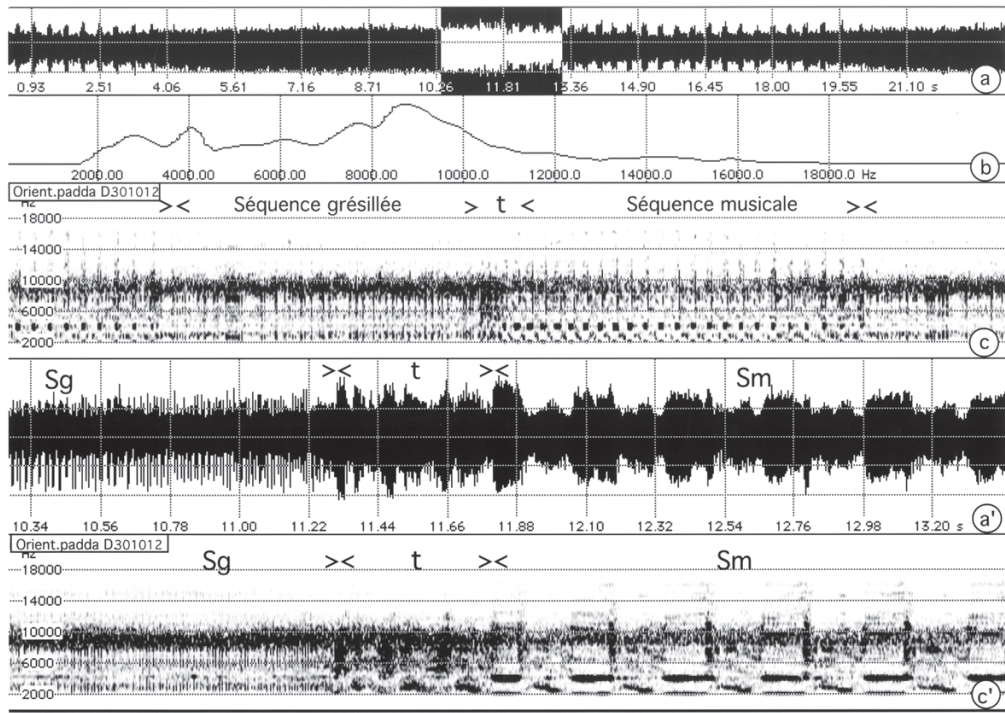 0.93 2.51 4.06 5.61 7.16 8.71 10.26 11.81 13.36 14.90 16.45 18.00 19.55 21.10 s
a
2000.00 4000.00 6000.00 8000.00 10000.0 12000.0 14000.0 16000.0 18000.0 Hz
b
Orient.padda D301012
Hz
>< Séquence grésillée > t < Séquence musicale ><
18000
14000
10000
6000
2000
c
Sg >< t >< Sm
10.34 10.56 10.78 11.00 11.22 11.44 11.66 11.88 12.10 12.32 12.54 12.76 12.98 13.20 s
a'
Orient.padda D301012
Hz
Sg >< t >< Sm
18000
14000
10000
6000
2000
c'